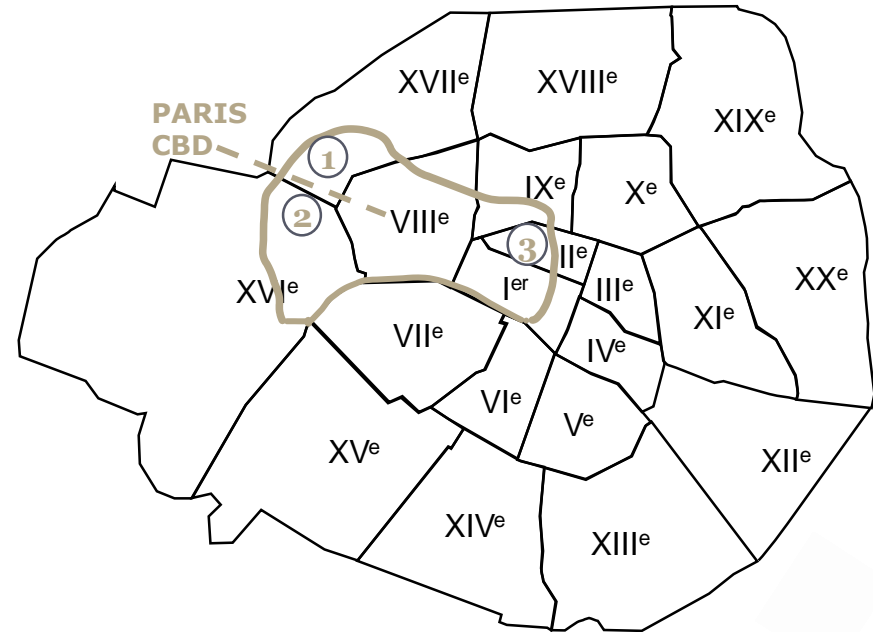 XVIIᵉ
XVIIIᵉ
XIXᵉ
PARIS
CBD
1
2
VIIIᵉ
IXᵉ
Xᵉ
3
IIᵉ
Iᵉʳ
IIIᵉ
XXᵉ
XVIᵉ
VIIᵉ
XIᵉ
IVᵉ
VIᵉ
Vᵉ
XVᵉ
XIIᵉ
XIVᵉ
XIIIᵉ